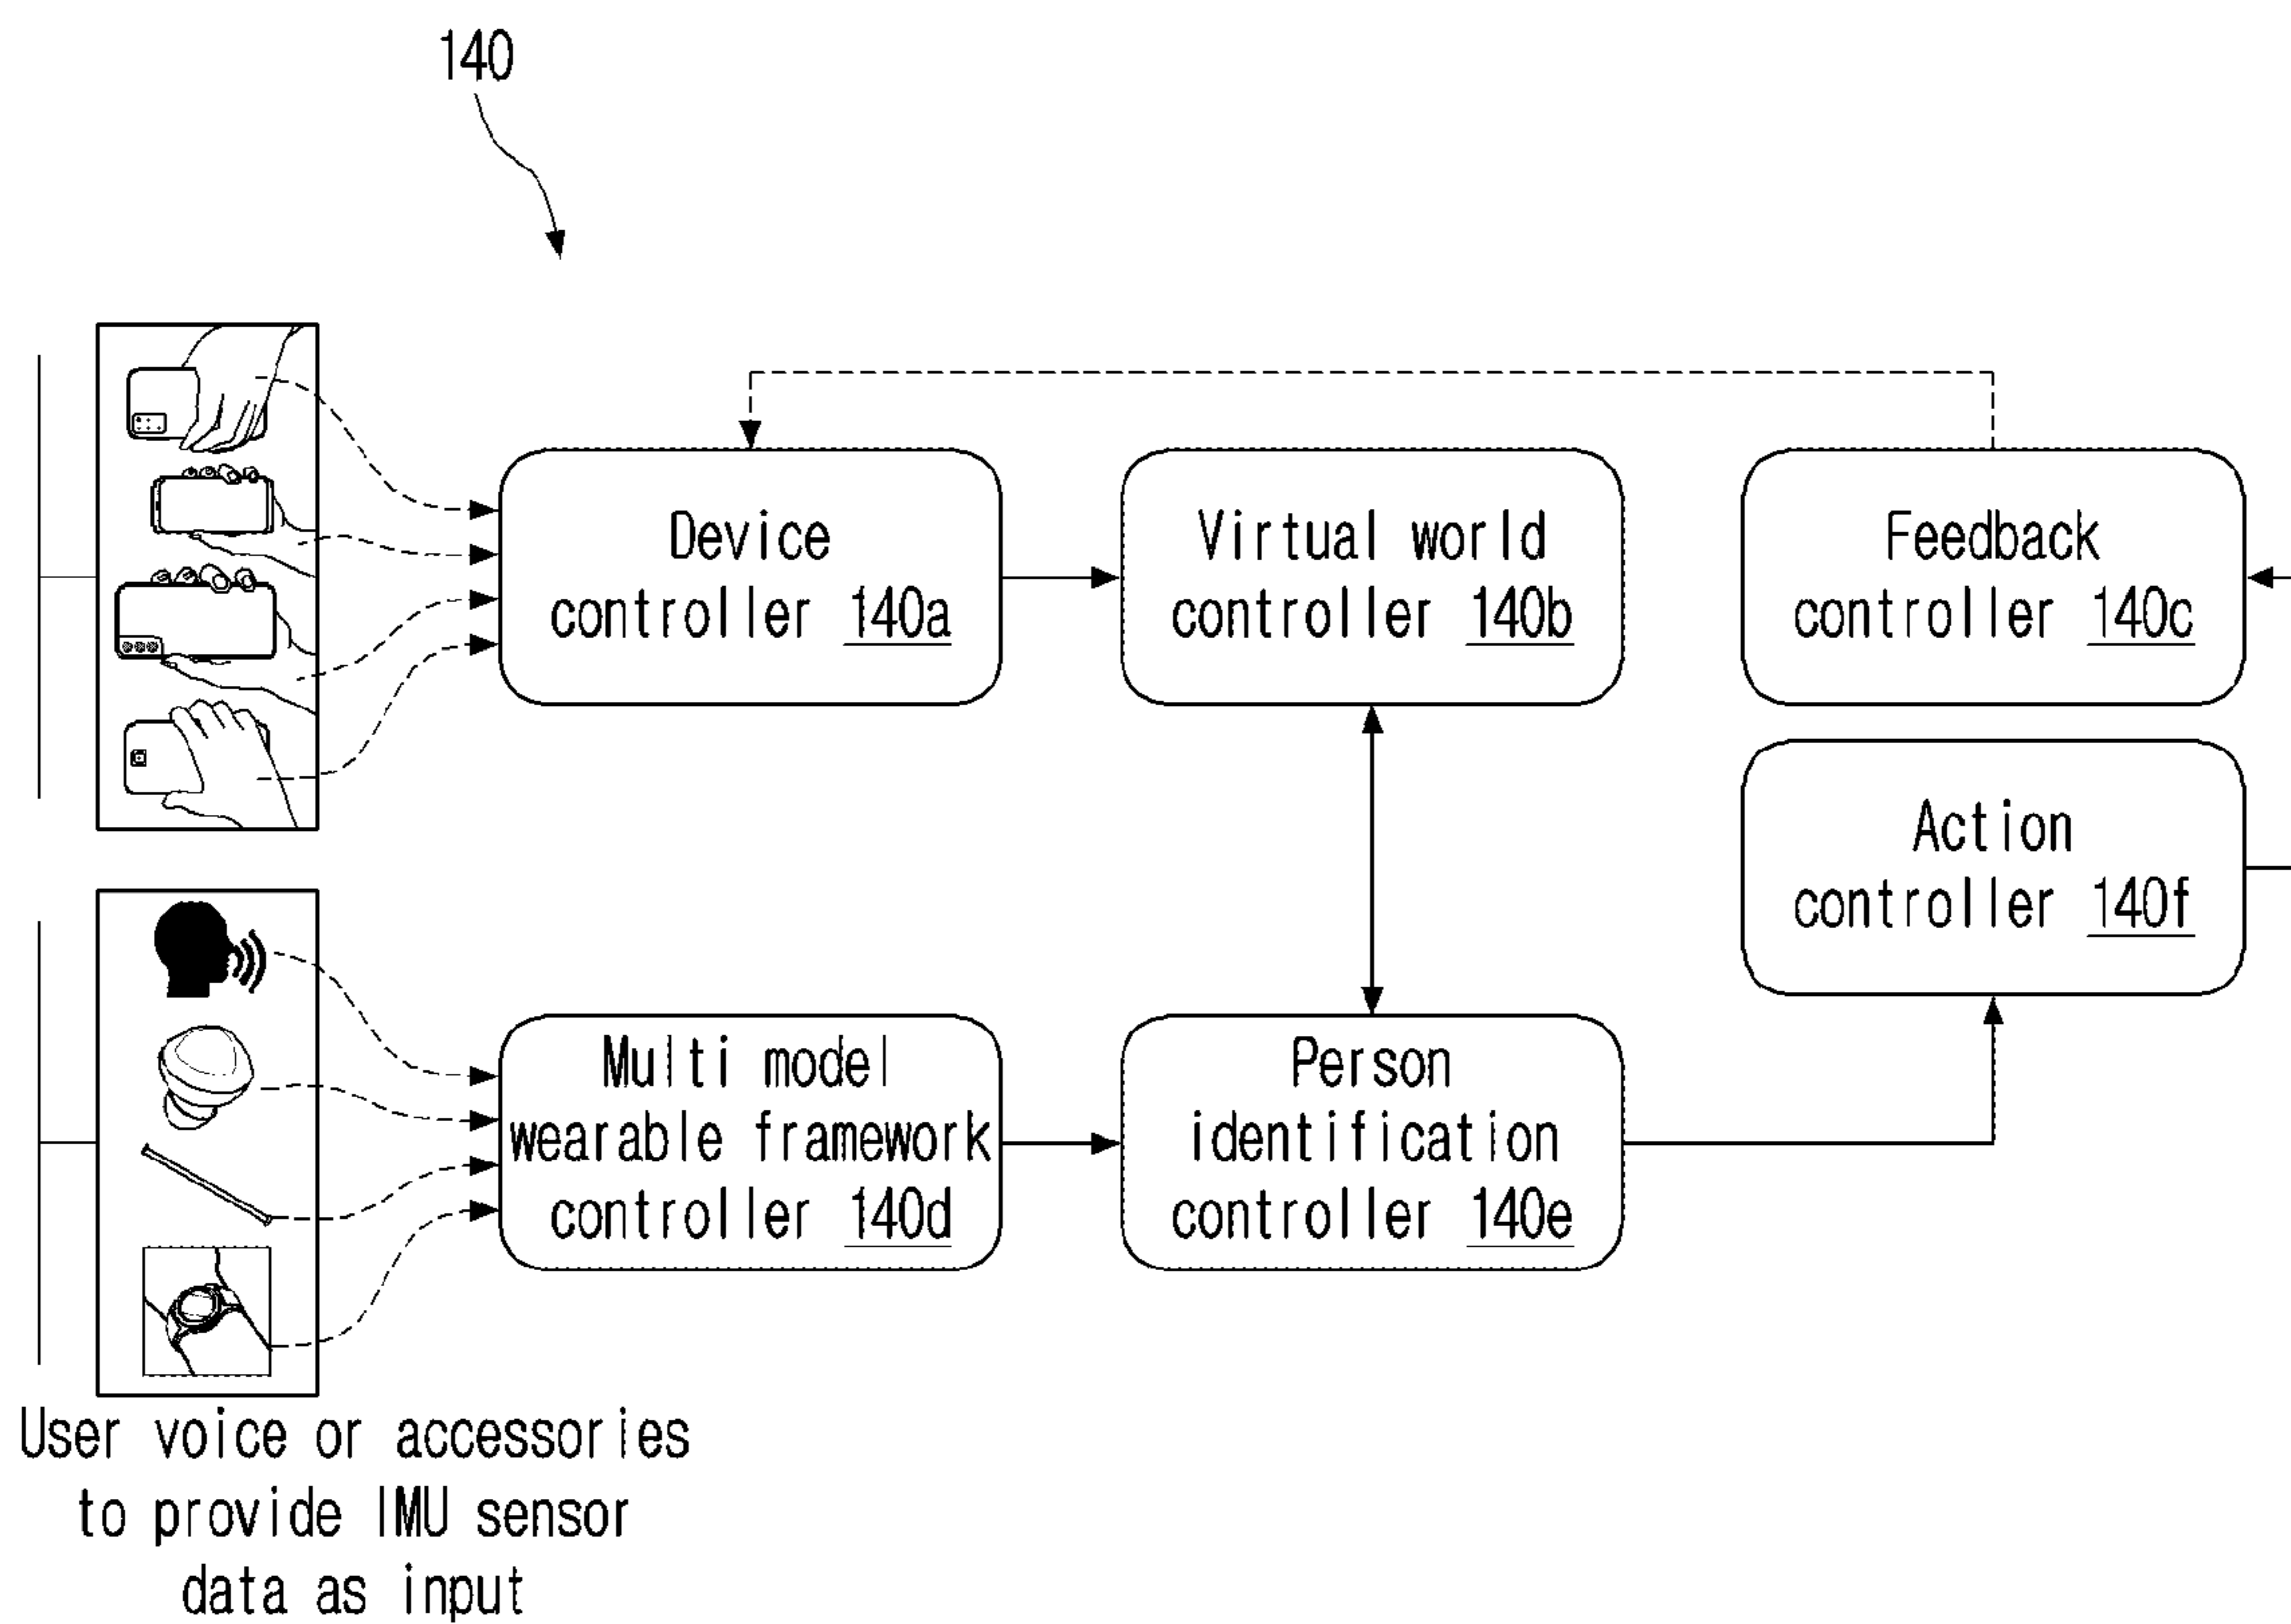 140
Device
controller 140a
Virtual world
controller 140b
Feedback
controller 140c
Action
controller 140f
Multi model
wearable framework
controller 140d
Person
identification
controller 140e
User voice or accessories
to provide IMU sensor
data as input